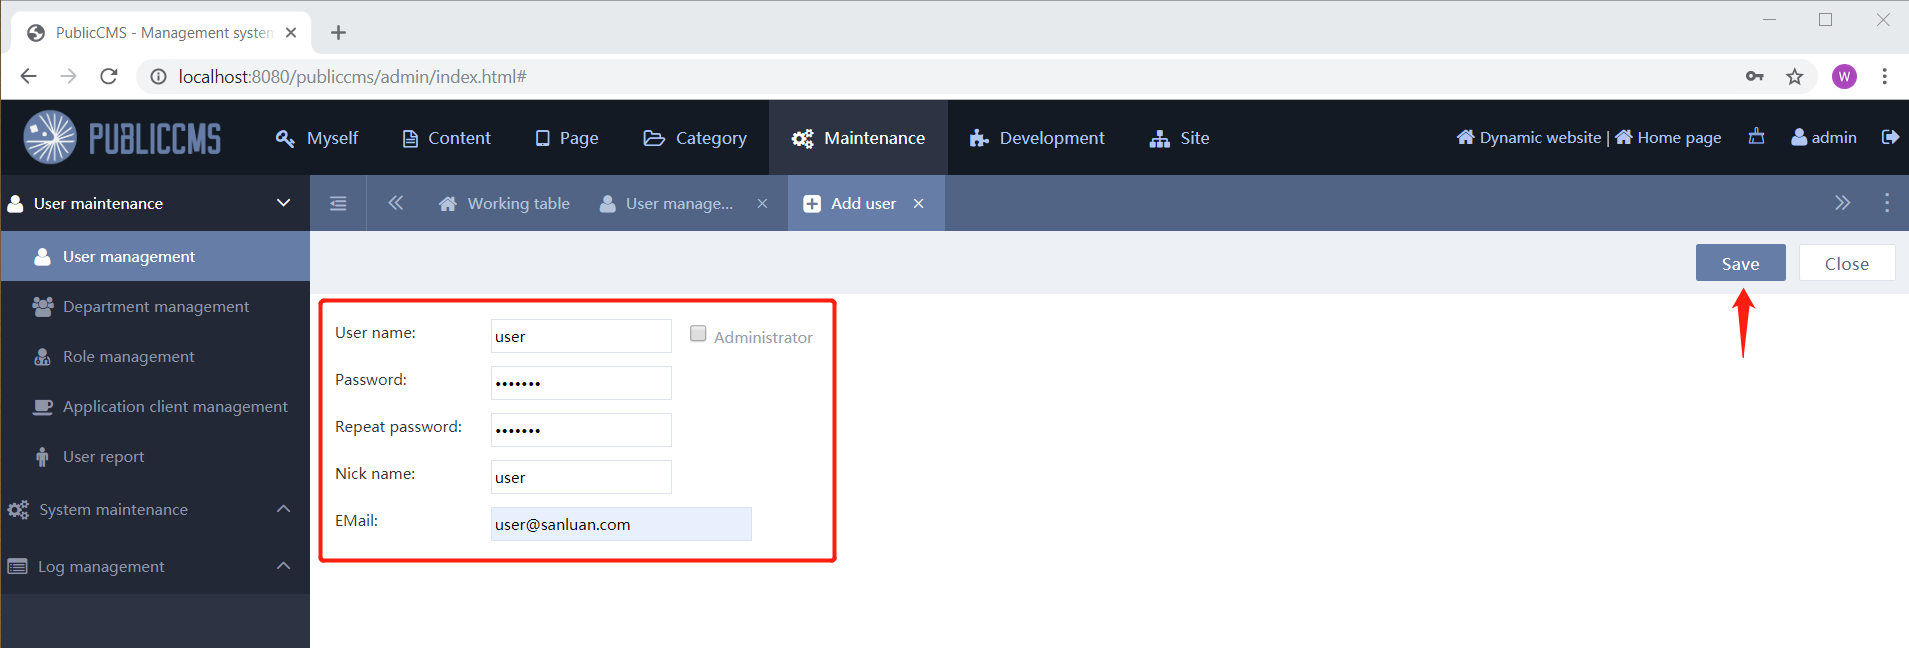 PublicCMS - Management system
localhost:8080/publiccms/admin/index.html#
W
PUBLICCMS
Myself
Content
Page
Category
Maintenance
Development
Site
Dynamic website | Home page
admin
User maintenance
Working table
User manage...
Add user
User management
Department management
Role management
Application client management
User report
System maintenance
Log management
Save
Close
User name:
user
Administrator
Password:
•••••••
Repeat password:
•••••••
Nick name:
user
EMail:
user@sanluan.com